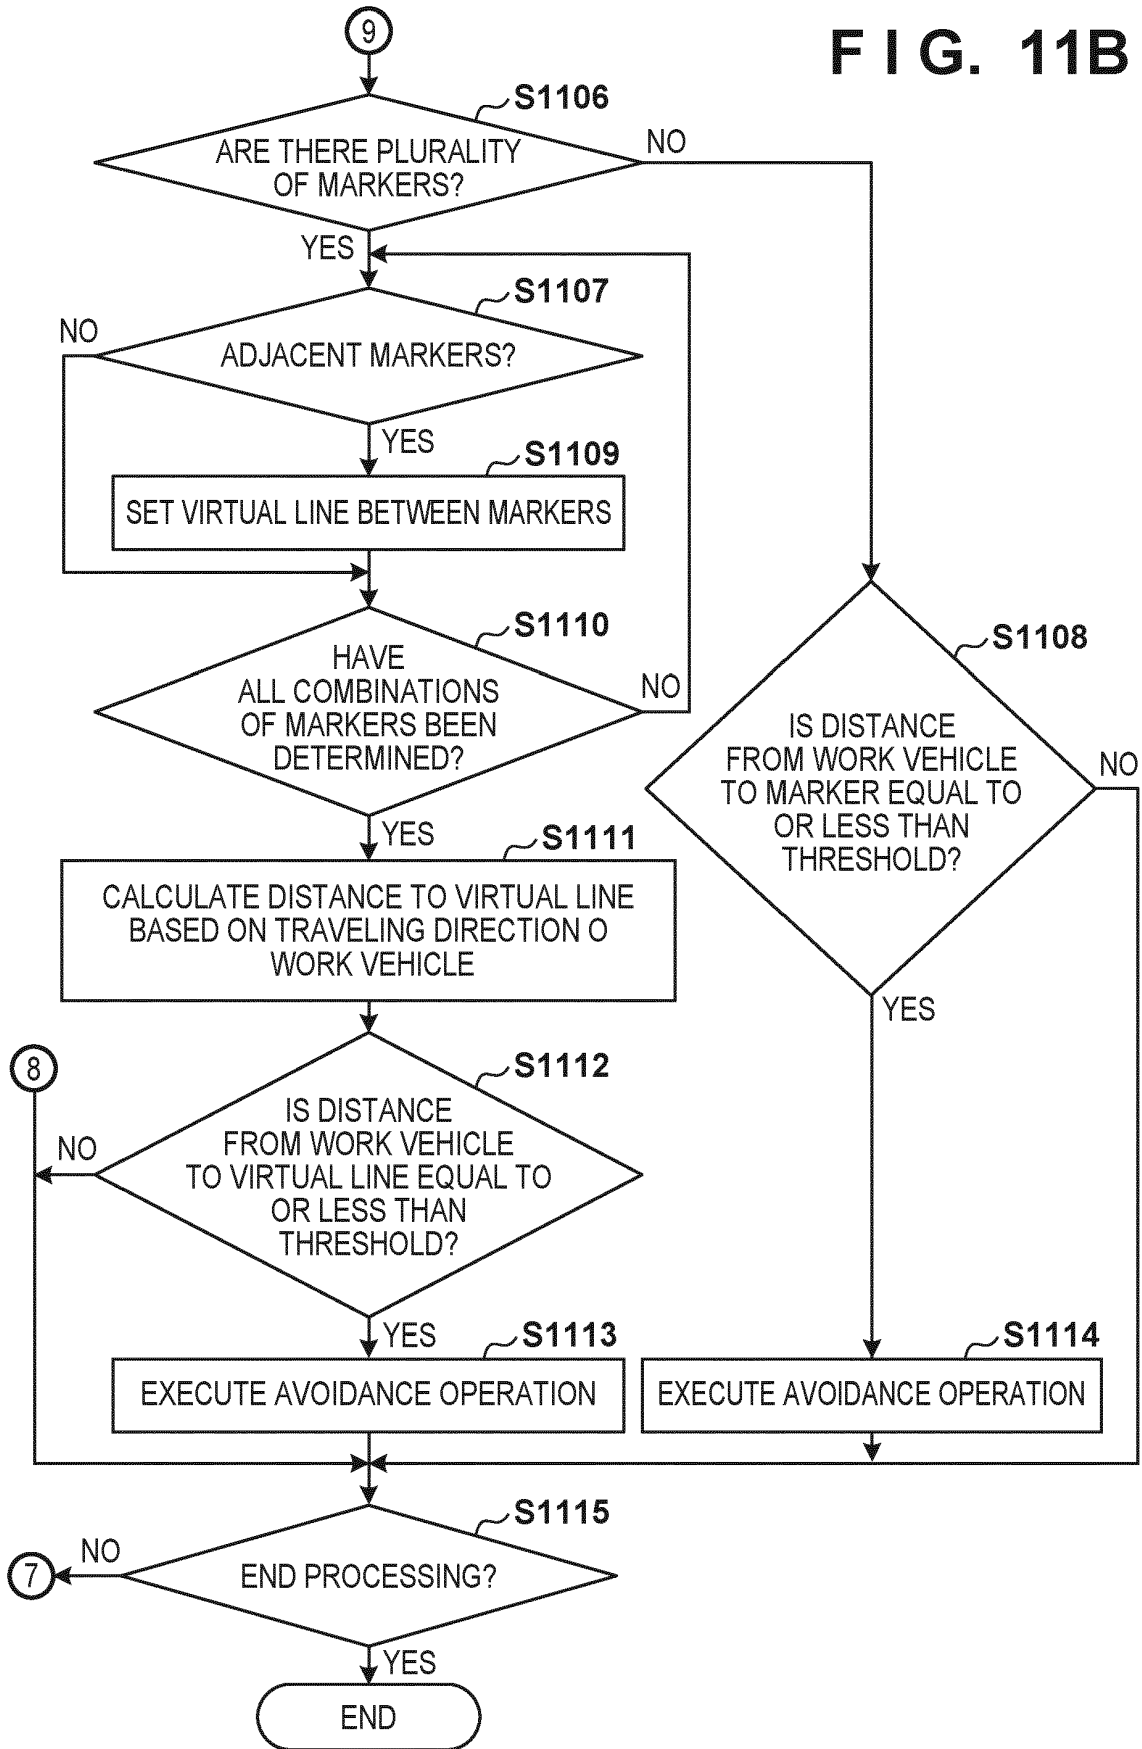 FIG. 11B
9
S1106
ARE THERE PLURALITY
OF MARKERS?
NO
YES
S1107
NO
ADJACENT MARKERS?
YES
S1109
SET VIRTUAL LINE BETWEEN MARKERS
S1110
HAVE
ALL COMBINATIONS
OF MARKERS BEEN
DETERMINED?
NO
YES
S1108
IS DISTANCE
FROM WORK VEHICLE
TO MARKER EQUAL TO
OR LESS THAN
THRESHOLD?
NO
YES
S1111
CALCULATE DISTANCE TO VIRTUAL LINE
BASED ON TRAVELING DIRECTION O
WORK VEHICLE
8
S1112
IS DISTANCE
FROM WORK VEHICLE
TO VIRTUAL LINE EQUAL TO
OR LESS THAN
THRESHOLD?
NO
YES
S1113
EXECUTE AVOIDANCE OPERATION
S1114
EXECUTE AVOIDANCE OPERATION
S1115
7
NO
END PROCESSING?
YES
END